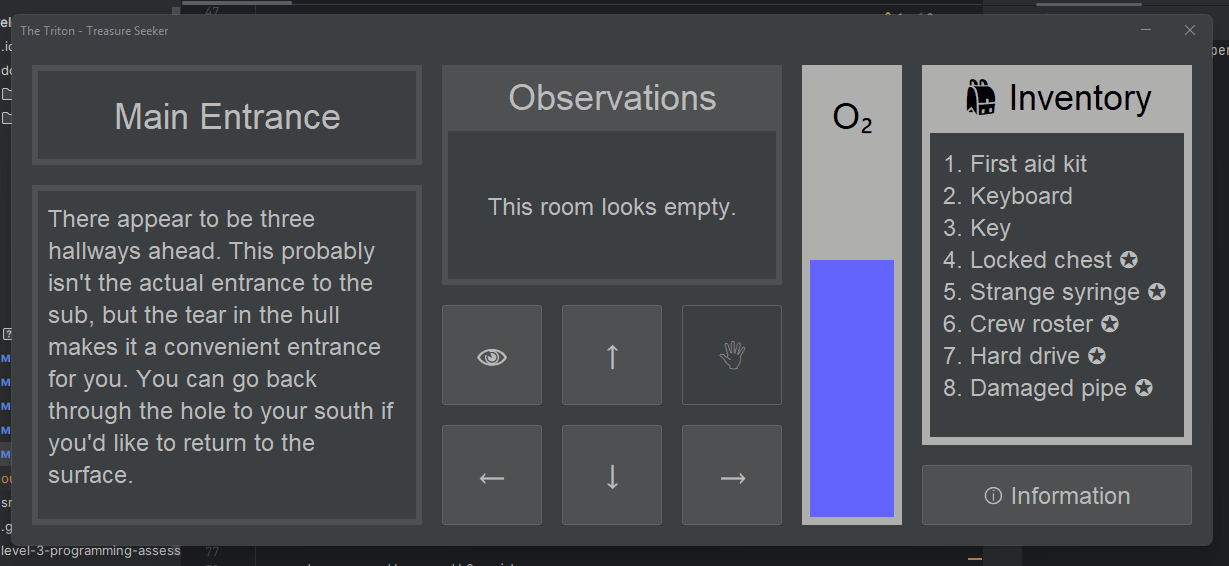 47
The Triton - Treasure Seeker
Main Entrance
There appear to be three
hallways ahead. This probably
isn't the actual entrance to the
sub, but the tear in the hull
makes it a convenient entrance
for you. You can go back
through the hole to your south if
you'd like to return to the
surface.
Observations
This room looks empty.
O₂
Inventory
1. First aid kit
2. Keyboard
3. Key
4. Locked chest ✪
5. Strange syringe ✪
6. Crew roster ✪
7. Hard drive ✪
8. Damaged pipe ✪
Information
level-3-programming-assess
77